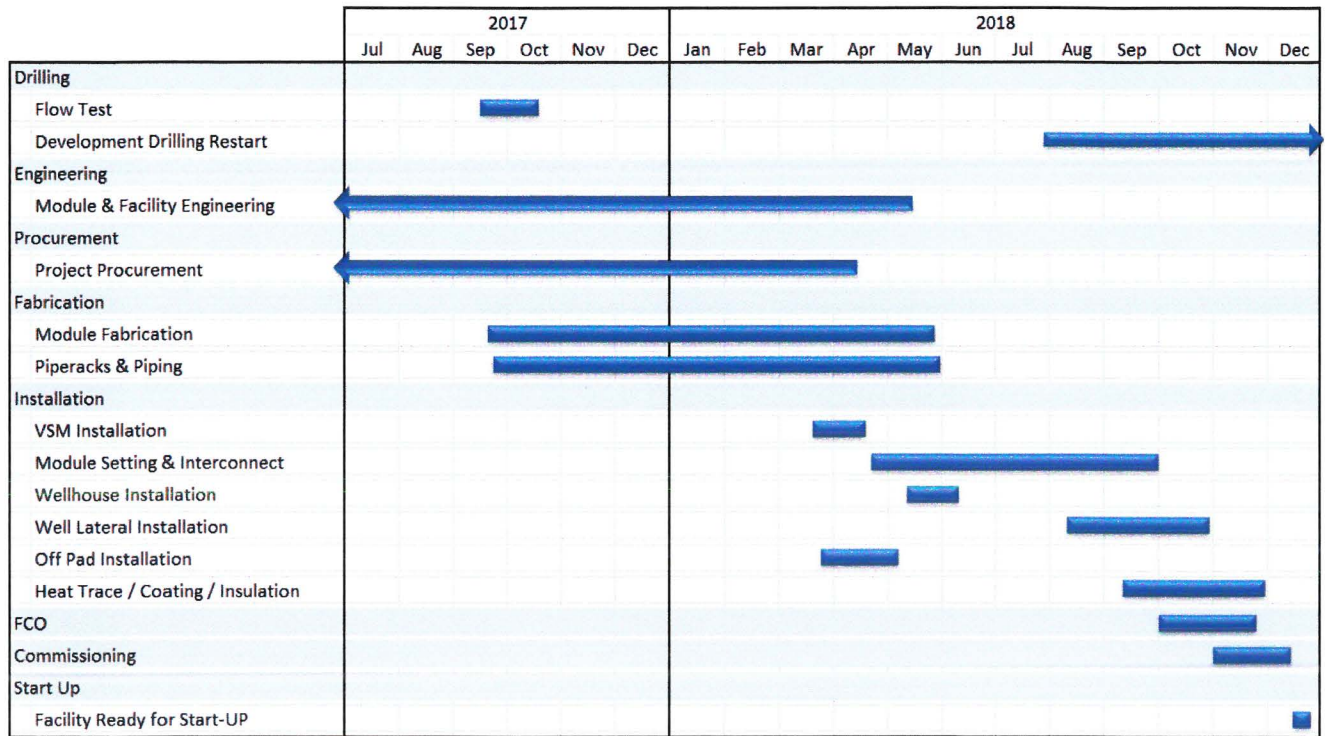 2017 2018
Jul Aug Sep Oct Nov Dec Jan Feb Mar Apr May Jun Jul Aug Sep Oct Nov Dec
Drilling
Flow Test
Development Drilling Restart
Engineering
Module & Facility Engineering
Procurement
Project Procurement
Fabrication
Module Fabrication
Piperacks & Piping
Installation
VSM Installation
Module Setting & Interconnect
Wellhouse Installation
Well Lateral Installation
Off Pad Installation
Heat Trace / Coating / Insulation
FCO
Commissioning
Start Up
Facility Ready for Start-UP